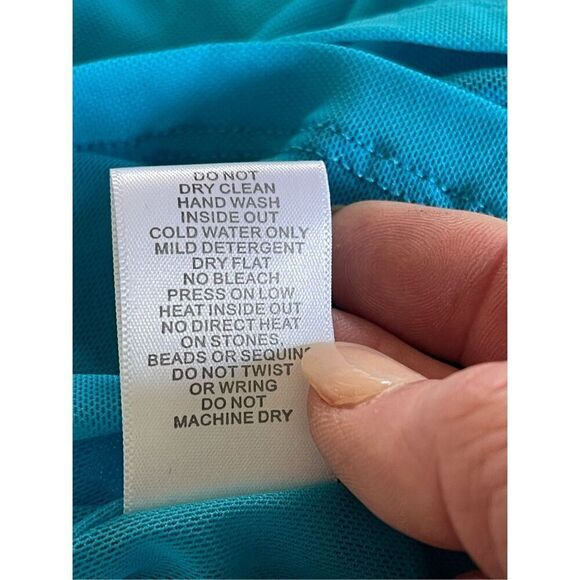 DO NOT
DRY CLEAN
HAND WASH
INSIDE OUT
COLD WATER ONLY
MILD DETERGENT
DRY FLAT
NO BLEACH
PRESS ON LOW
HEAT INSIDE OUT
NO DIRECT HEAT
ON STONES,
BEADS OR SEQUINS
DO NOT TWIST
OR WRING
DO NOT
MACHINE DRY